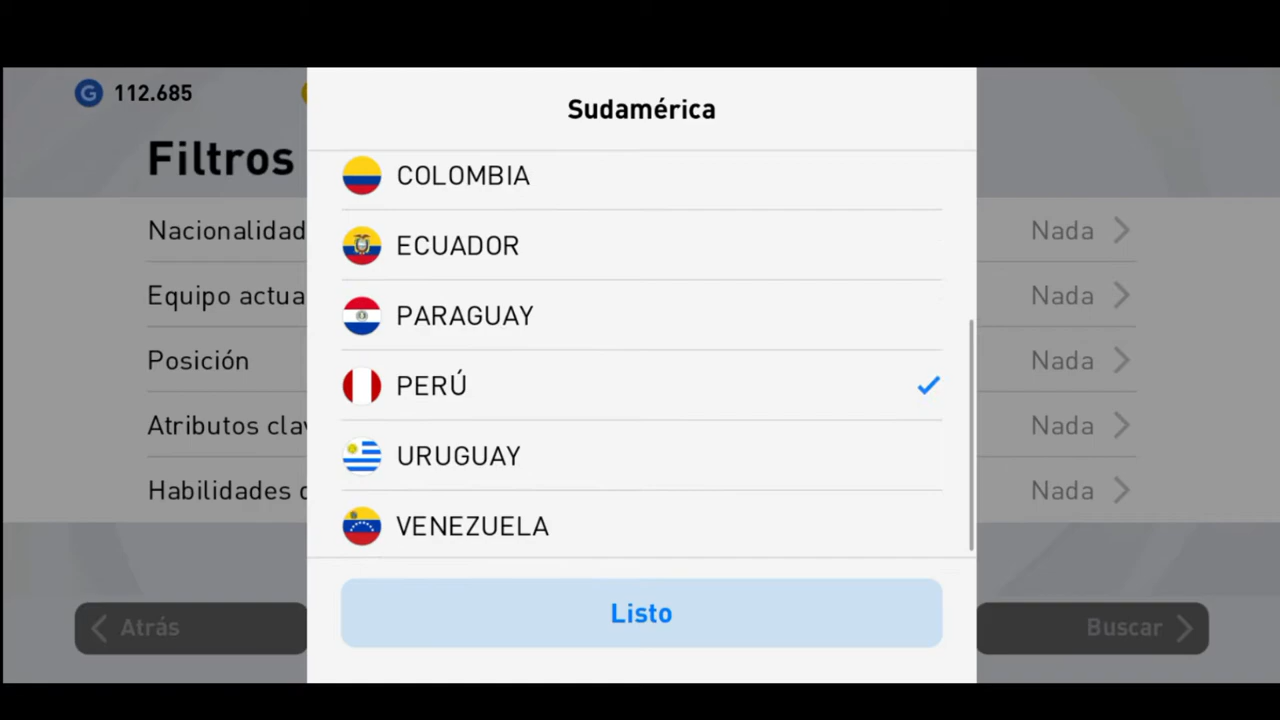 G 112.685
Sudamérica
Filtros
COLOMBIA
Nacionalidad
Nada
ECUADOR
Equipo actua
Nada
PARAGUAY
Posición
Nada
PERÚ
Atributos clav
Nada
URUGUAY
Habilidades
Nada
VENEZUELA
Listo
Atrás
Buscar